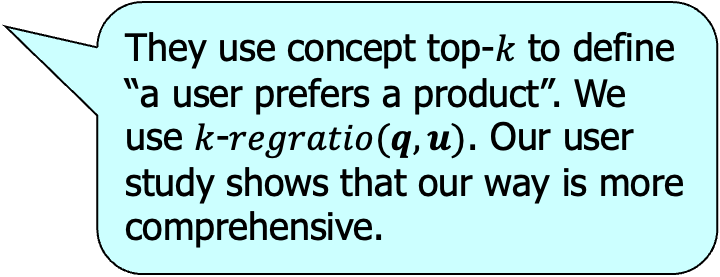 They use concept top-𝑘 to define
“a user prefers a product”. We
use 𝑘-𝑟𝑒𝑔𝑟𝑎𝑡𝑖𝑜(𝒒, 𝒖). Our user
study shows that our way is more
comprehensive.